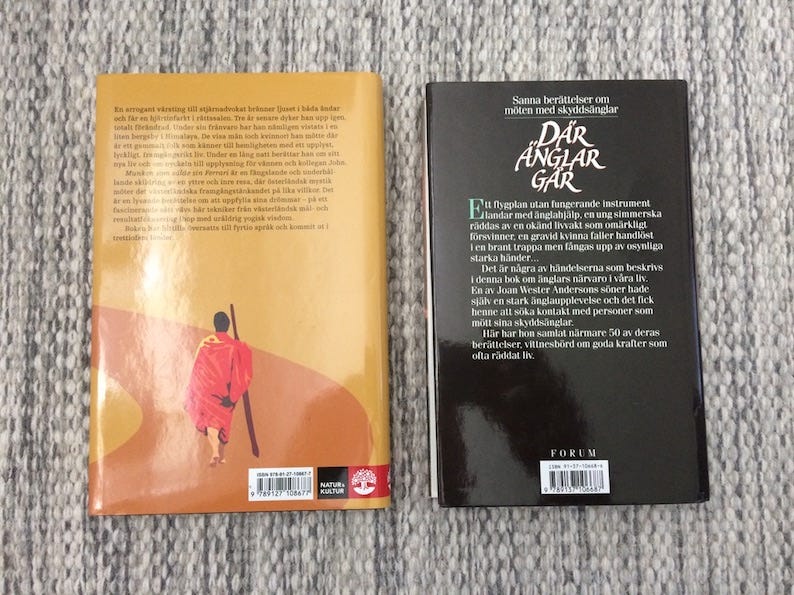 En arrogant värsting till stjärnadvokat bränner ljuset i båda ändar
och får en hjärtinfarkt i rättssalen. Tre år senare dyker han upp igen,
totalt förändrad. Under sin frånvaro har han nämligen vistats i en
liten bergsby i Himalaya. De visa män (och kvinnor) han mötte där
är ett gammalt folk som känner till hemligheten med ett upplyst,
lyckligt, framgångsrikt liv. Under en lång natt berättar han om sitt
nya liv och om nyckeln till upplysning för vännen och kollegan John.
Munken som sålde sin Ferrari är en fängslande och underhål-
lande skildring av en yttre och inre resa, där österländsk mystik
möter det västerländska framgångstänkandet på lika villkor. Det
är en lysande berättelse om att uppfylla sina drömmar – på ett
fascinerande sätt vävs här tekniker från västerländsk mål- och
resultatfokusering ihop med uråldrig yogisk visdom.
Boken har hittills översatts till fyrtio språk och kommit ut i
trettiofem länder.
ISBN 978-91-27-10867-7
9 789127 108677
NATUR &
KULTUR
Sanna berättelser om
möten med skyddsänglar
DÄR
ÄNGLAR
GÅR
Ett flygplan utan fungerande instrument
landar med änglahjälp, en ung simmerska
räddas av en okänd livvakt som omärkligt
försvinner, en gravid kvinna faller handlöst
i en brant trappa men fångas upp av osynliga
starka händer...
Det är några av händelserna som beskrivs
i denna bok om änglars närvaro i våra liv.
En av Joan Wester Andersons söner hade
själv en stark änglaupplevelse och det fick
henne att söka kontakt med personer som
mött sina skyddsänglar.
Här har hon samlat närmare 50 av deras
berättelser, vittnesbörd om goda krafter som
ofta räddat liv.
FORUM
ISBN 91-37-10668-6
9 789137 106687